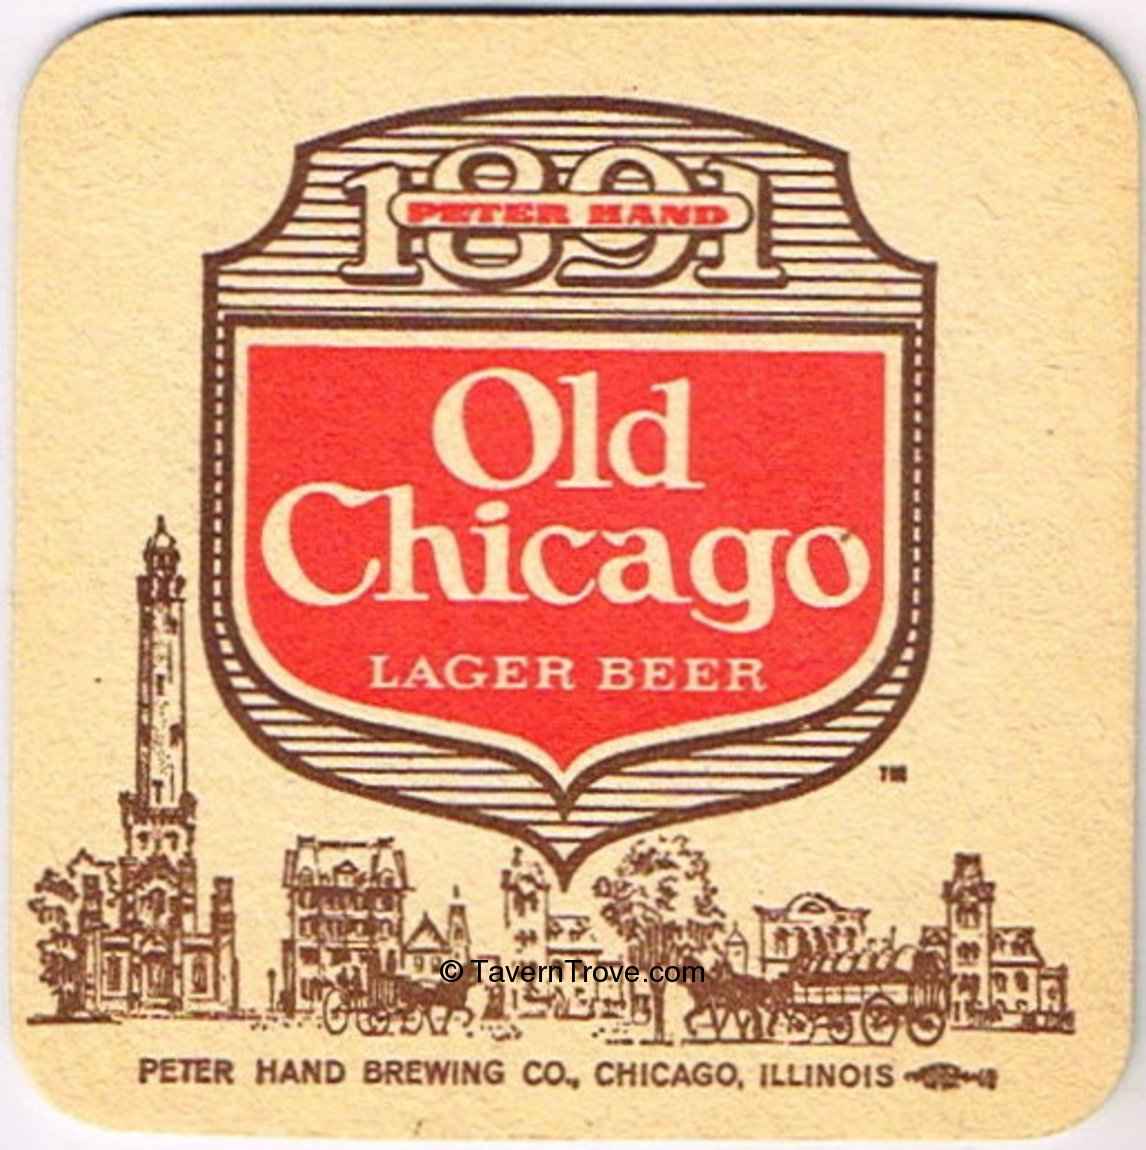 1891
PETER HAND
Old
Chicago
LAGER BEER
TM
© TavernTrove.com
PETER HAND BREWING CO., CHICAGO, ILLINOIS